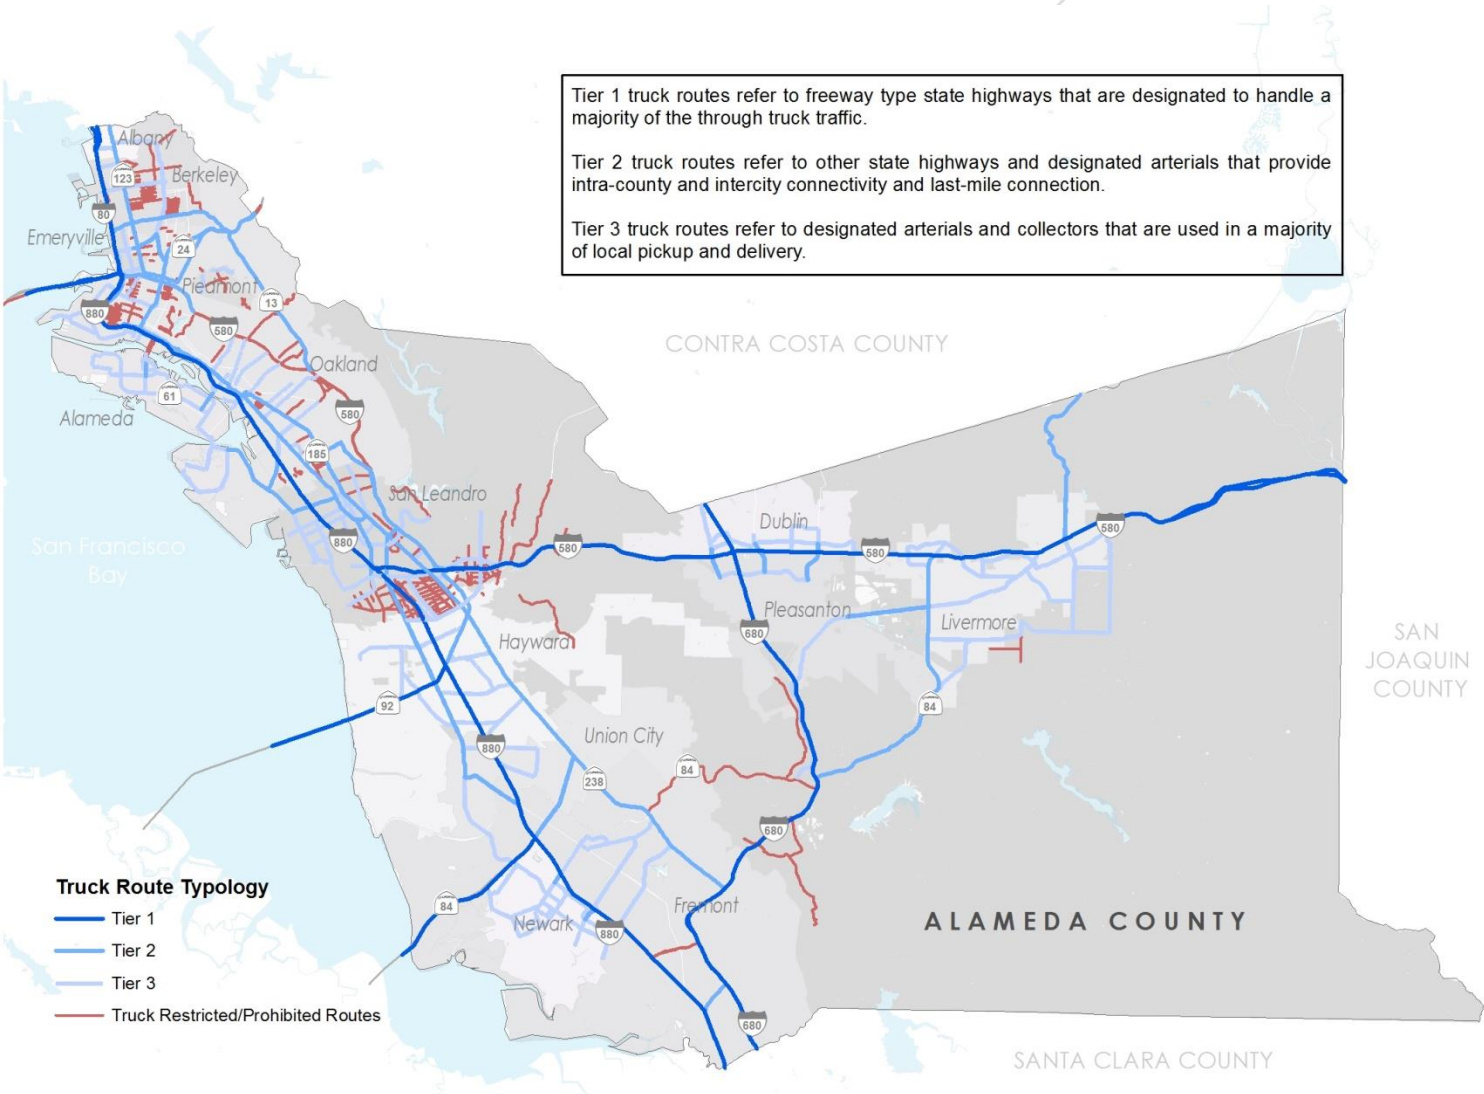 Tier 1 truck routes refer to freeway type state highways that are designated to handle a
majority of the through truck traffic.
Tier 2 truck routes refer to other state highways and designated arterials that provide
intra-county and intercity connectivity and last-mile connection.
Tier 3 truck routes refer to designated arterials and collectors that are used in a majority
of local pickup and delivery.
Albany
123
Berkeley
80
Emeryville
24
Piedmont
13
880
580
CONTRA COSTA COUNTY
Oakland
61
580
Alameda
185
San Leandro
Dublin
580
880
San Francisco
Bay
580
580
Pleasanton
Livermore
680
Hayward
SAN
JOAQUIN
COUNTY
92
84
Union City
880
84
238
680
Truck Route Typology
84
Fremont
Newark
880
ALAMEDA COUNTY
Tier 1
Tier 2
Tier 3
Truck Restricted/Prohibited Routes
680
SANTA CLARA COUNTY